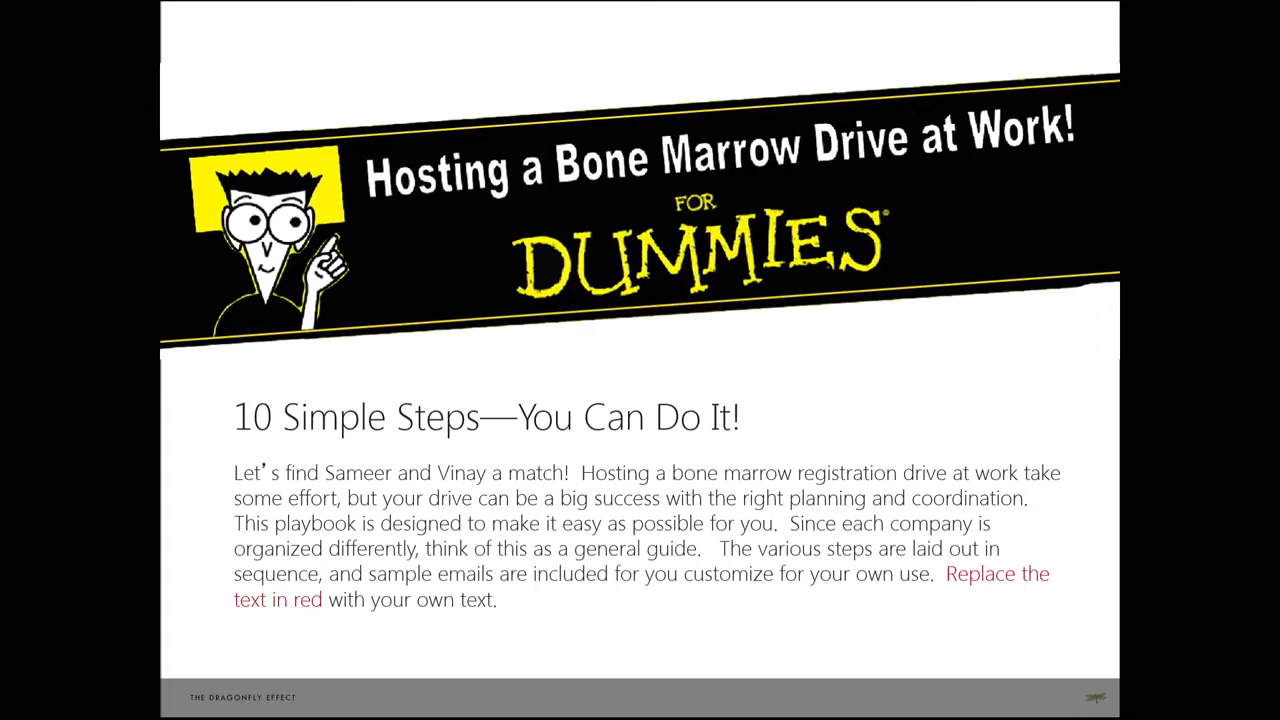 Hosting a Bone Marrow Drive at Work!
FOR
DUMMIES®
10 Simple Steps—You Can Do It!
Let’s find Sameer and Vinay a match!  Hosting a bone marrow registration drive at work take
some effort, but your drive can be a big success with the right planning and coordination.
This playbook is designed to make it easy as possible for you.  Since each company is
organized differently, think of this as a general guide.   The various steps are laid out in
sequence, and sample emails are included for you customize for your own use.  Replace the
text in red with your own text.
THE DRAGONFLY EFFECT